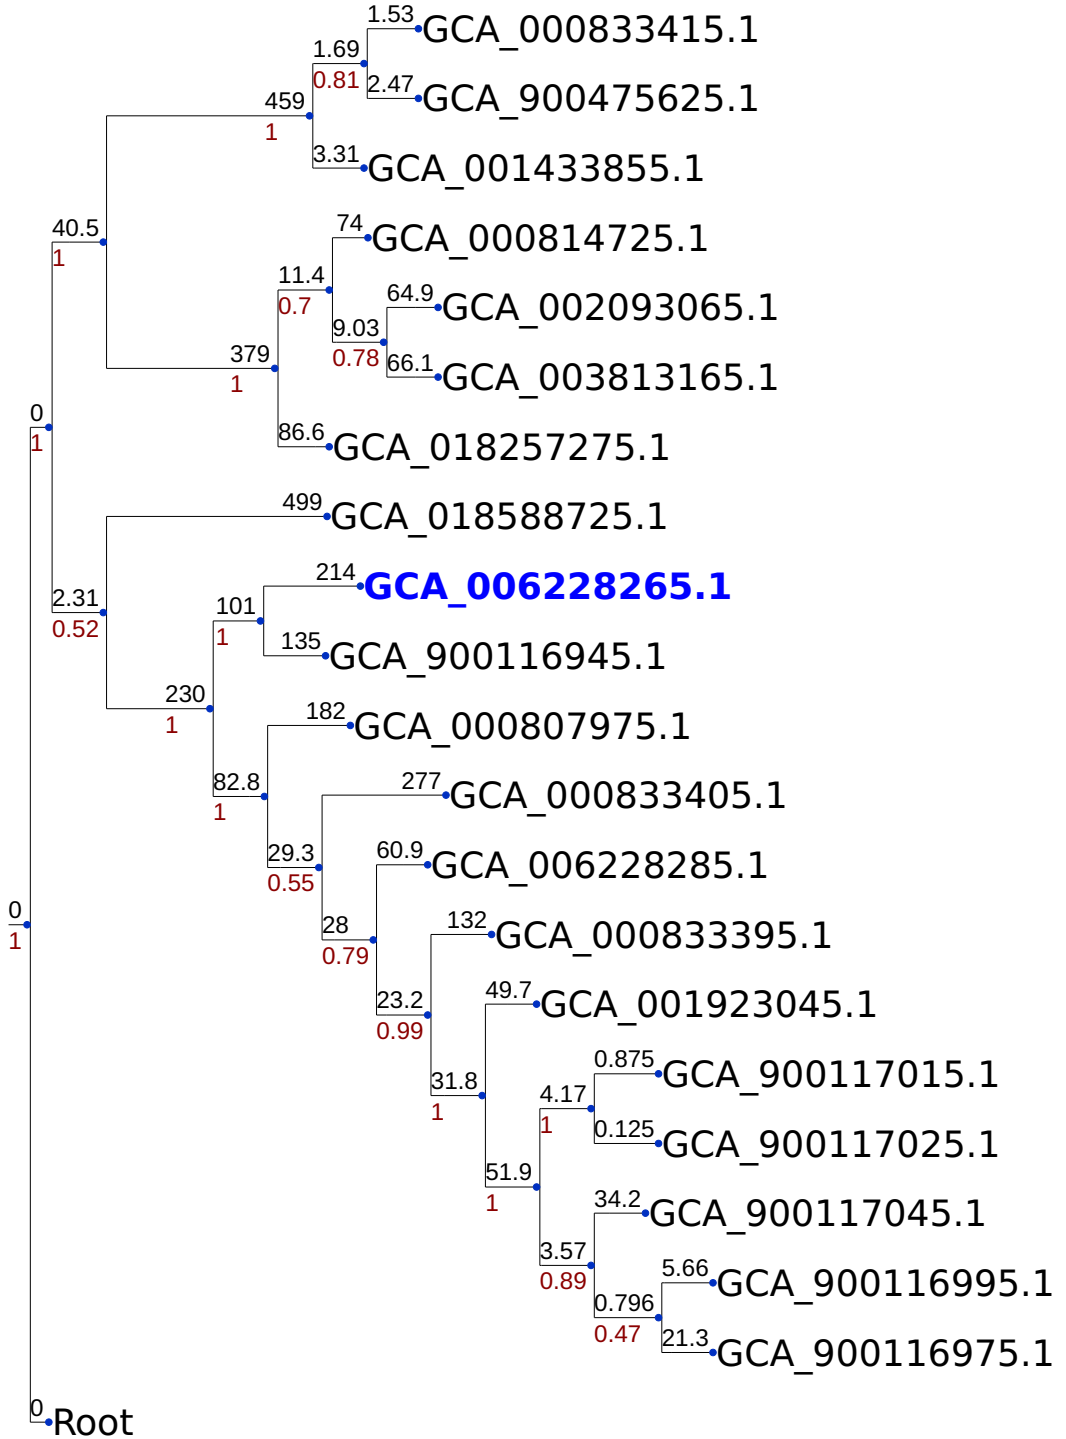 1.53
GCA_000833415.1
1.69
0.81
2.47
GCA_900475625.1
459
1
3.31
GCA_001433855.1
40.5
1
74
GCA_000814725.1
11.4
0.7
64.9
GCA_002093065.1
9.03
0.78
66.1
GCA_003813165.1
379
1
86.6
GCA_018257275.1
0
1
499
GCA_018588725.1
2.31
0.52
214
GCA_006228265.1
101
1
135
GCA_900116945.1
230
1
182
GCA_000807975.1
82.8
1
277
GCA_000833405.1
29.3
0.55
60.9
GCA_006228285.1
0
1
28
0.79
132
GCA_000833395.1
23.2
0.99
49.7
GCA_001923045.1
31.8
1
0.875
GCA_900117015.1
4.17
1
0.125
GCA_900117025.1
51.9
1
34.2
GCA_900117045.1
3.57
0.89
5.66
GCA_900116995.1
0.796
0.47
21.3
GCA_900116975.1
0
Root